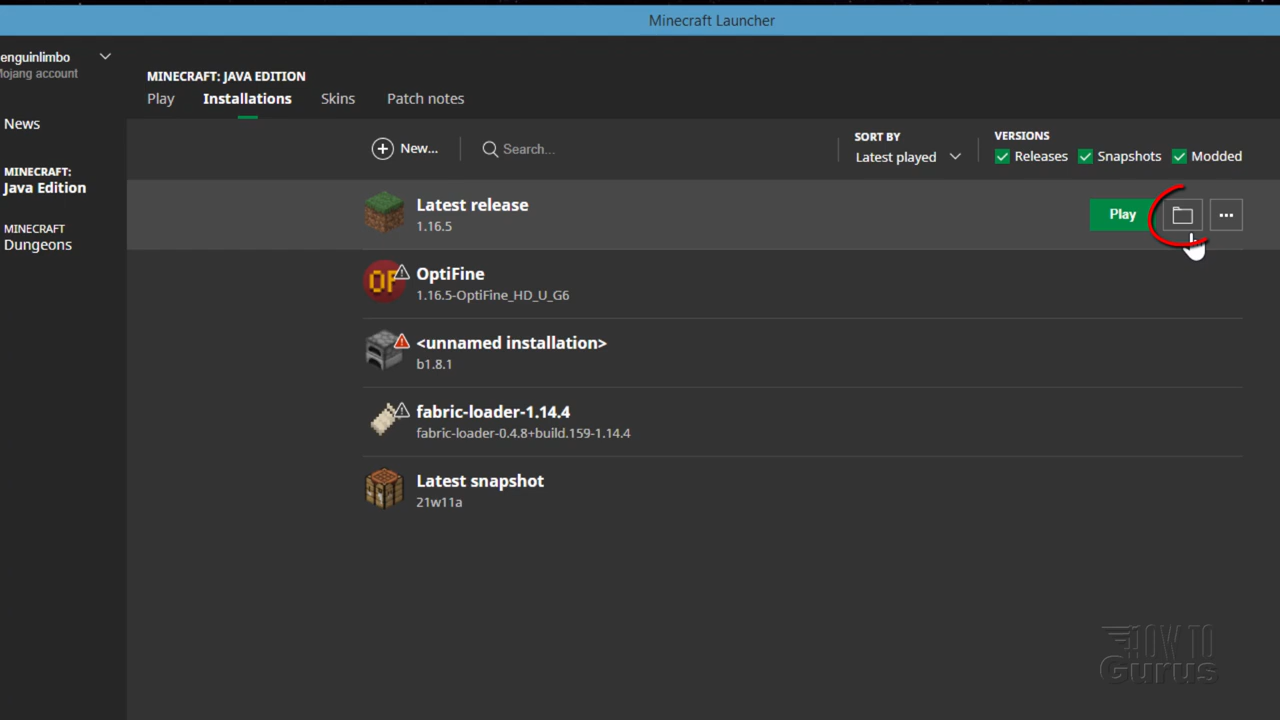 Minecraft Launcher
enguinlimbo
Mojang account
News
MINECRAFT:
Java Edition
MINECRAFT
Dungeons
MINECRAFT: JAVA EDITION
Play Installations Skins Patch notes
New... Search...
SORT BY
Latest played
VERSIONS
Releases Snapshots Modded
Latest release
1.16.5
Play
OptiFine
1.16.5-OptiFine_HD_U_G6
OF
<unnamed installation>
b1.8.1
fabric-loader-1.14.4
fabric-loader-0.4.8+build.159-1.14.4
Latest snapshot
21w11a
HOW TO
Gurus